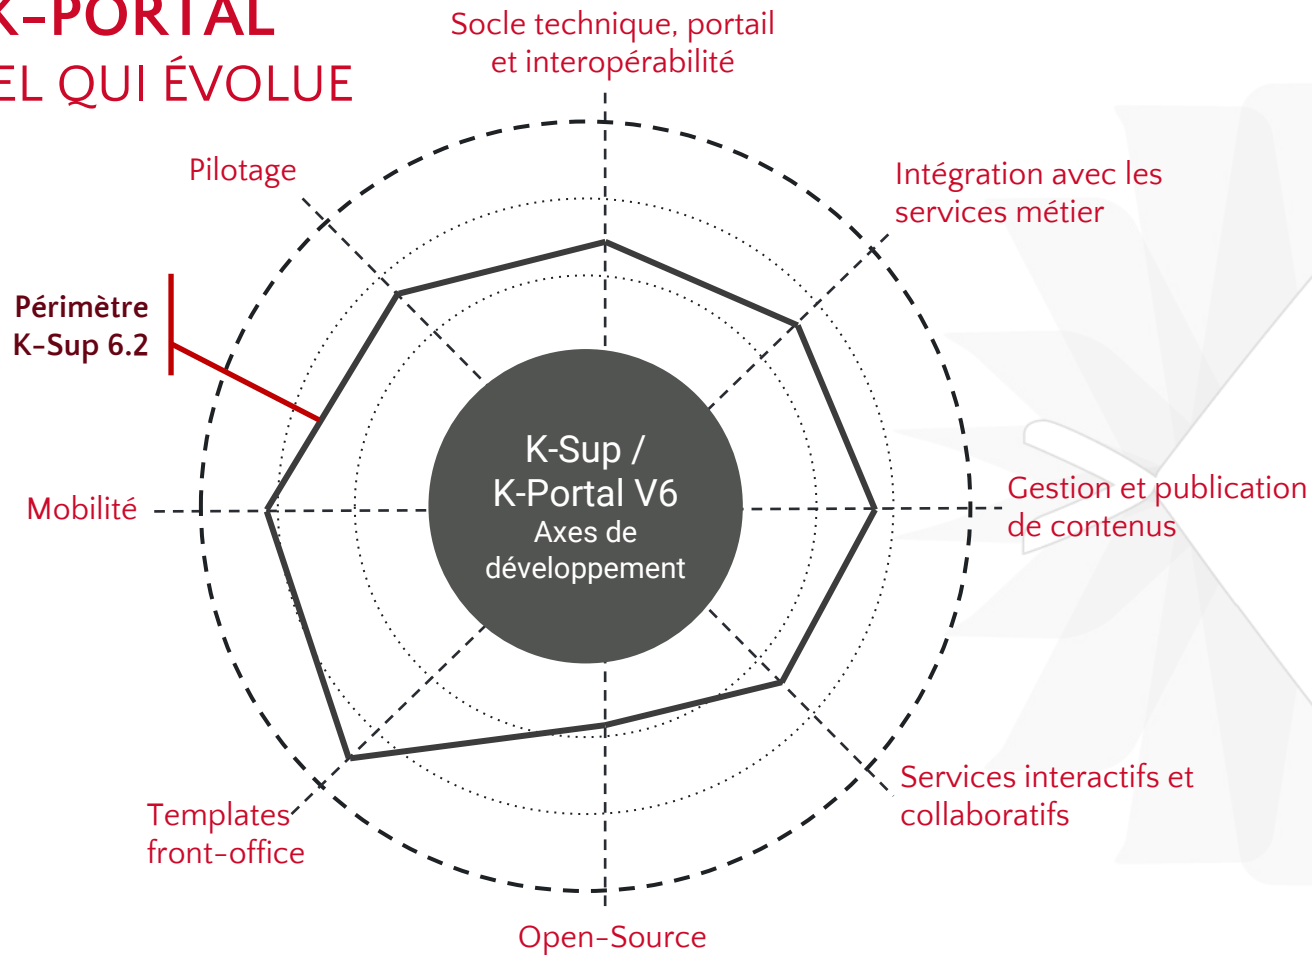 K-PORTAL
EL QUI ÉVOLUE
Socle technique, portail
et interopérabilité
Pilotage
Intégration avec les
services métier
Périmètre
K-Sup 6.2
K-Sup /
K-Portal V6
Axes de
développement
Mobilité
Gestion et publication
de contenus
Templates
front-office
Services interactifs et
collaboratifs
Open-Source